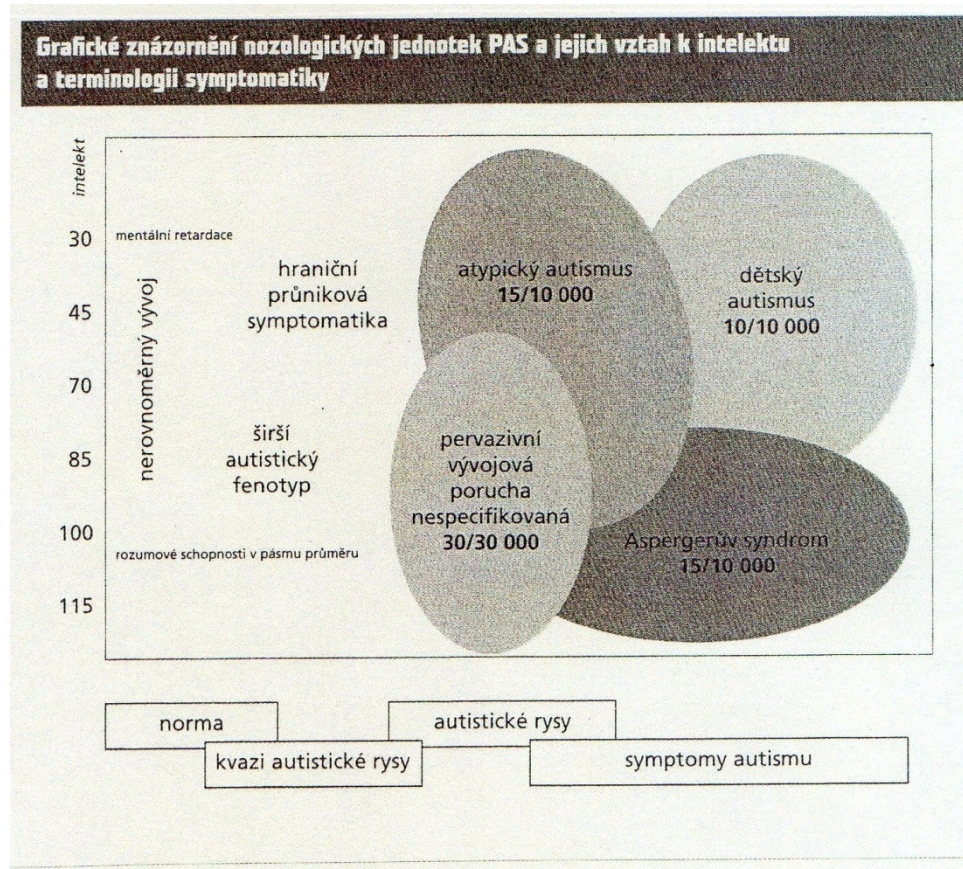 Grafické znázornění nozologických jednotek PAS a jejich vztah k intelektu
a terminologii symptomatiky
intelekt
30
45
70
85
100
115
mentální retardace
nerovnoměrný vývoj
rozumové schopnosti v pásmu průměru
hraniční
průniková
symptomatika
širší
autistický
fenotyp
atypický autismus
15/10 000
dětský
autismus
10/10 000
pervazivní
vývojová
porucha
nespecifikovaná
30/30 000
Aspergerův syndrom
15/10 000
norma
kvazi autistické rysy
autistické rysy
symptomy autismu